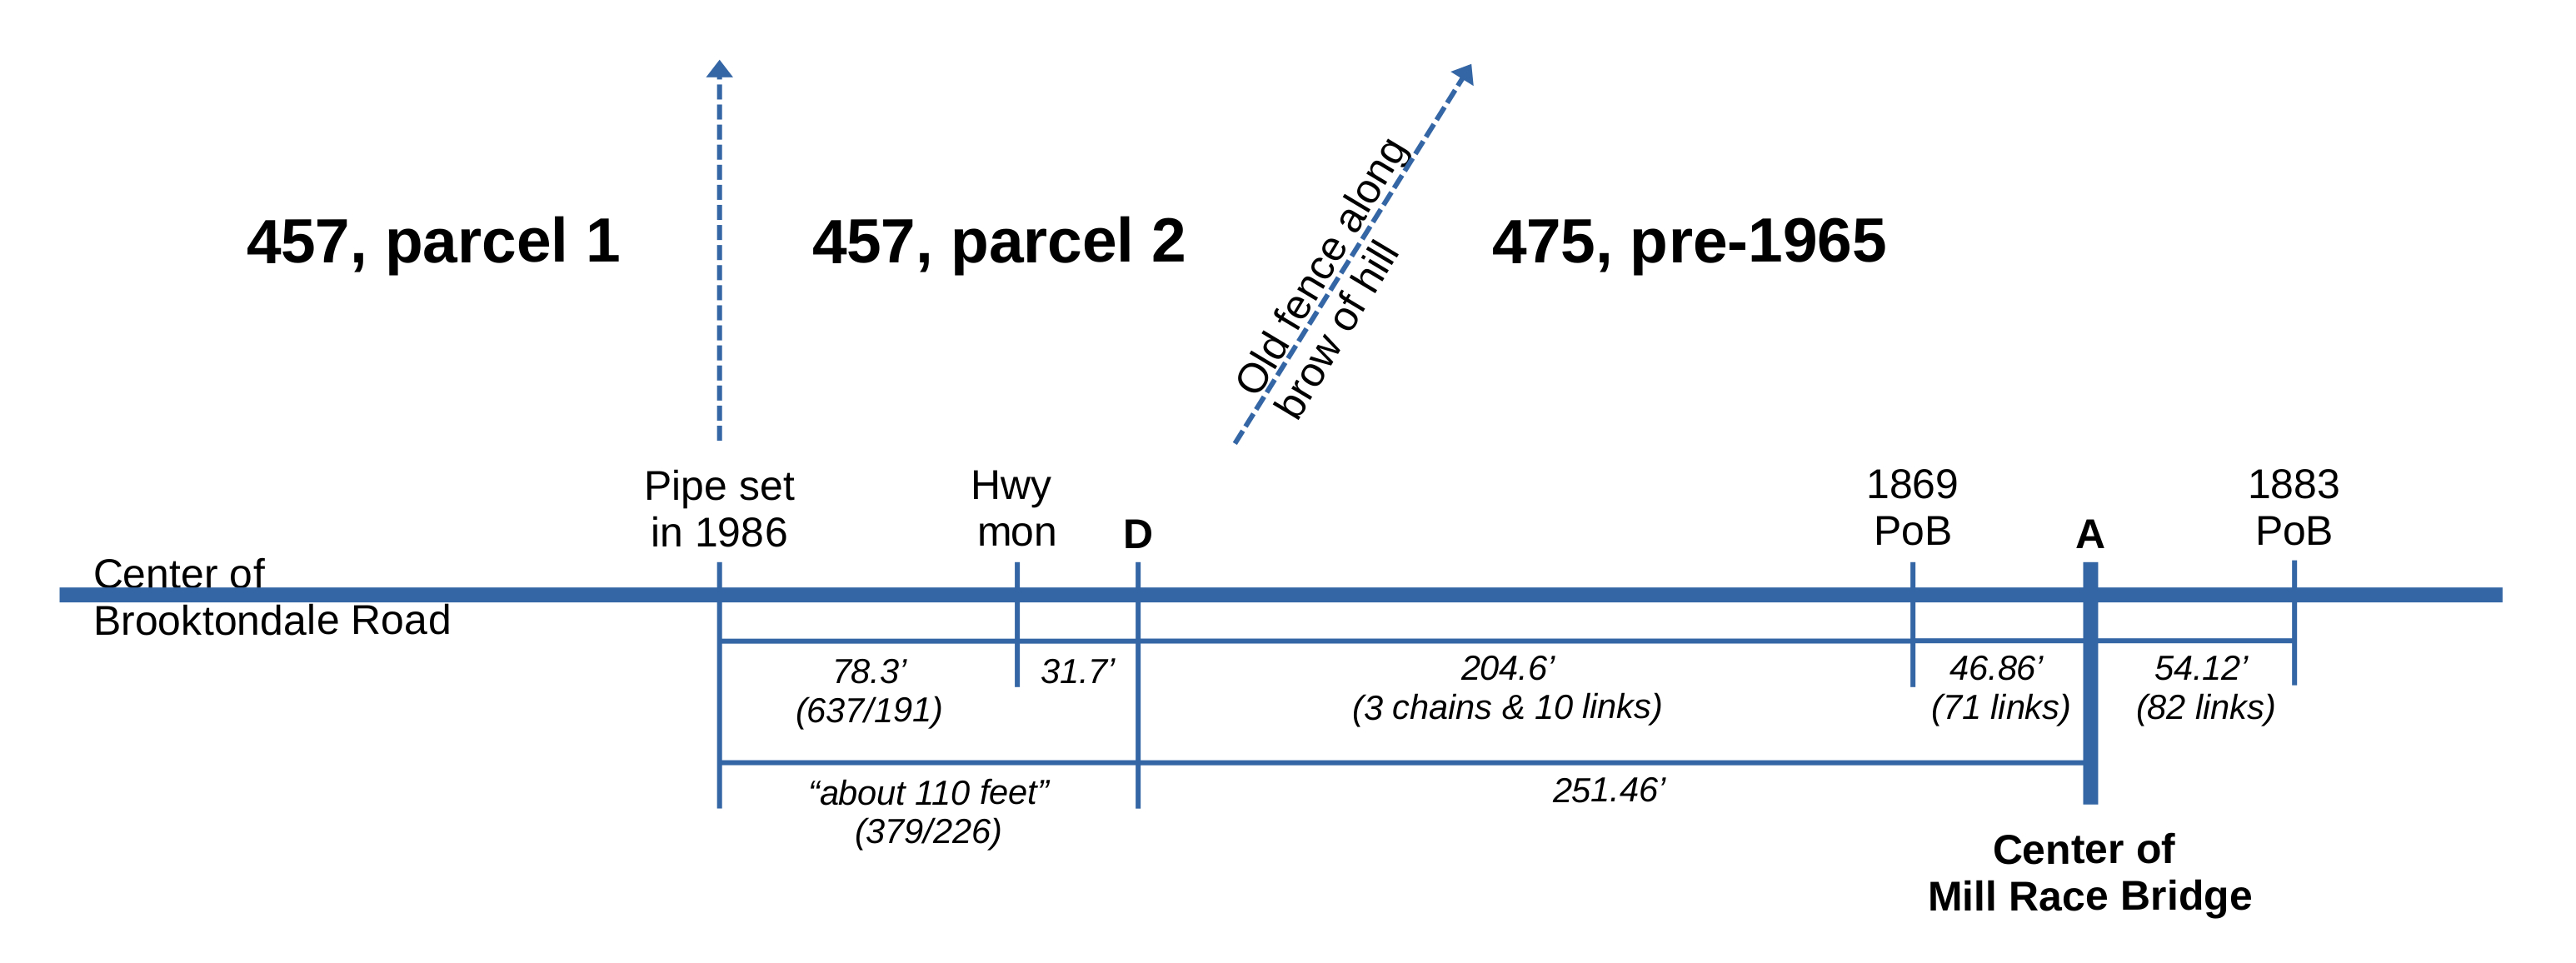 457, parcel 1
457, parcel 2
Old fence along
brow of hill
475, pre-1965
Pipe set
in 1986
Hwy
mon
D
1869
PoB
A
1883
PoB
Center of
Brooktondale Road
78.3’
(637/191)
31.7’
204.6’
(3 chains & 10 links)
46.86’
(71 links)
54.12’
(82 links)
“about 110 feet”
(379/226)
251.46’
Center of
Mill Race Bridge